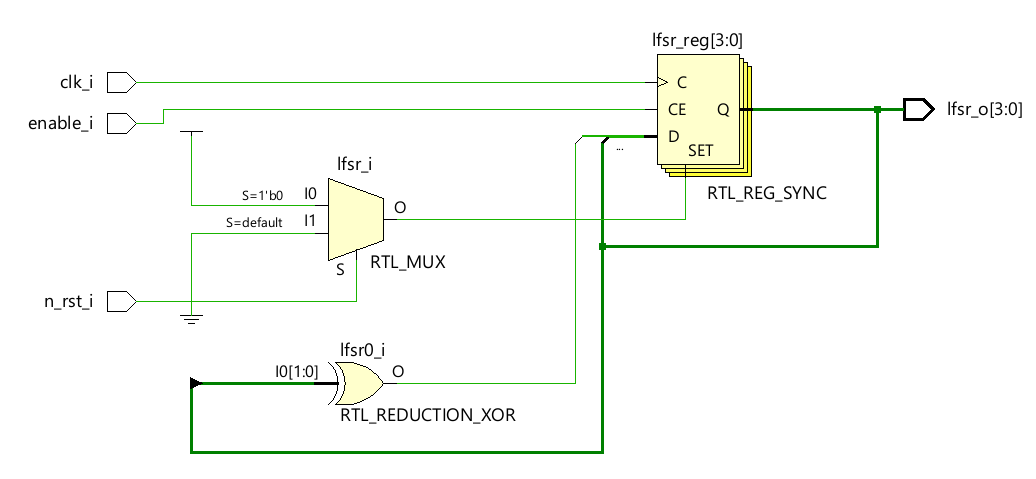 lfsr_reg[3:0]
clk_i
C
enable_i
CE
Q
lfsr_o[3:0]
D
...
SET
lfsr_i
RTL_REG_SYNC
S=1'b0
I0
O
S=default
I1
S
RTL_MUX
n_rst_i
lfsr0_i
I0[1:0]
O
RTL_REDUCTION_XOR